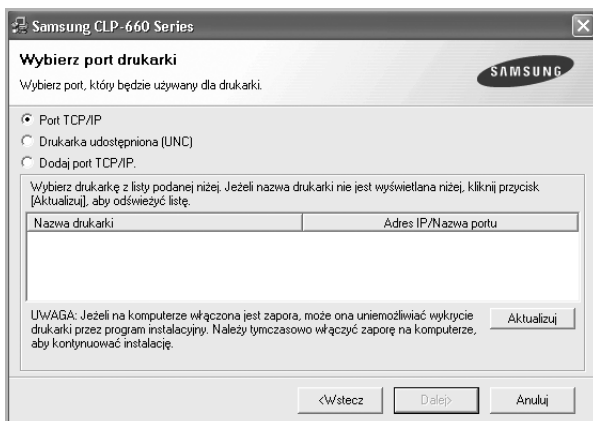 Samsung CLP-660 Series
Wybierz port drukarki
Wybierz port, który będzie używany dla drukarki.
SAMSUNG
Port TCP/IP
Drukarka udostępniona (UNC)
Dodaj port TCP/IP.
Wybierz drukarkę z listy podanej niżej. Jeżeli nazwa drukarki nie jest wyświetlana niżej, kliknij przycisk
[Aktualizuj], aby odświeżyć listę.
Nazwa drukarki Adres IP/Nazwa portu
UWAGA: Jeżeli na komputerze włączona jest zapora, może ona uniemożliwiać wykrycie
drukarki przez program instalacyjny. Należy tymczasowo włączyć zaporę na komputerze,
aby kontynuować instalację.
Aktualizuj
<Wstecz Dalej> Anuluj